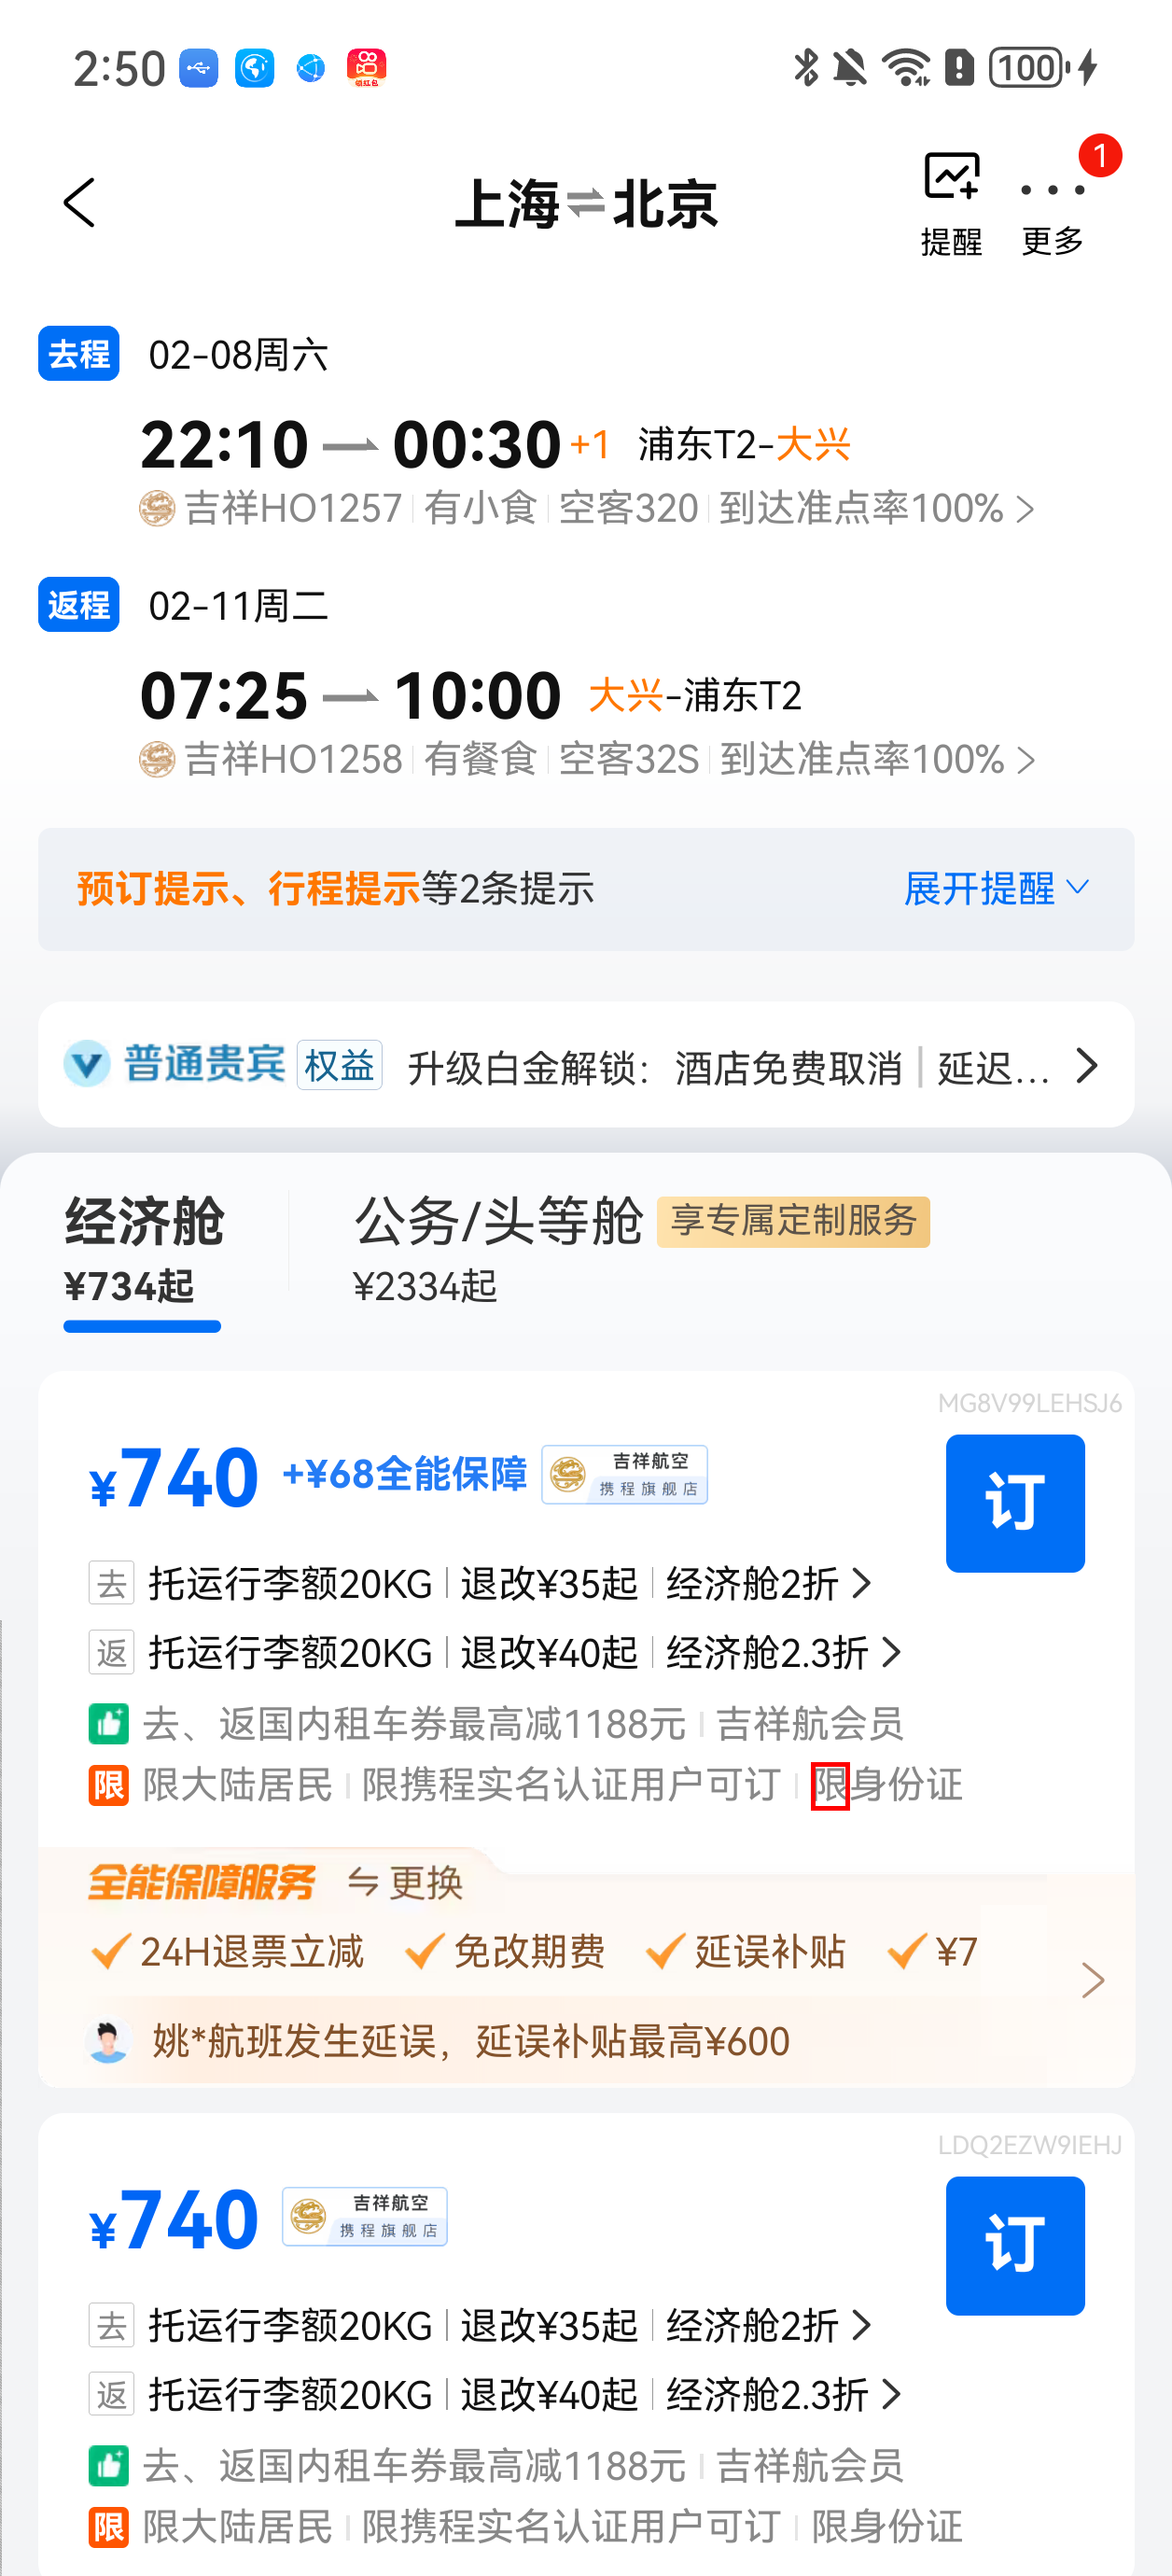 2:50
领红包
100
上海⇌北京
提醒
更多
1
去程 02-08周六
22:10 00:30 +1 浦东T2-大兴
吉祥HO1257 有小食 空客320 到达准点率100%
返程 02-11周二
07:25 10:00 大兴-浦东T2
吉祥HO1258 有餐食 空客32S 到达准点率100%
预订提示、行程提示等2条提示 展开提醒
普通贵宾 权益 升级白金解锁：酒店免费取消 | 延迟...
经济舱 公务/头等舱 享专属定制服务
¥734起 ¥2334起
MG8V99LEHSJ6
¥740 +¥68全能保障 吉祥航空 携程旗舰店 订
去 托运行李额20KG 退改¥35起 经济舱2折
返 托运行李额20KG 退改¥40起 经济舱2.3折
去、返国内租车券最高减1188元 吉祥航会员
限 限大陆居民 限携程实名认证用户可订 限身份证
全能保障服务 更换
24H退票立减 免改期费 延误补贴 ¥7
姚*航班发生延误，延误补贴最高¥600
LDQ2EZW9IEHJ
¥740 吉祥航空 携程旗舰店 订
去 托运行李额20KG 退改¥35起 经济舱2折
返 托运行李额20KG 退改¥40起 经济舱2.3折
去、返国内租车券最高减1188元 吉祥航会员
限 限大陆居民 限携程实名认证用户可订 限身份证